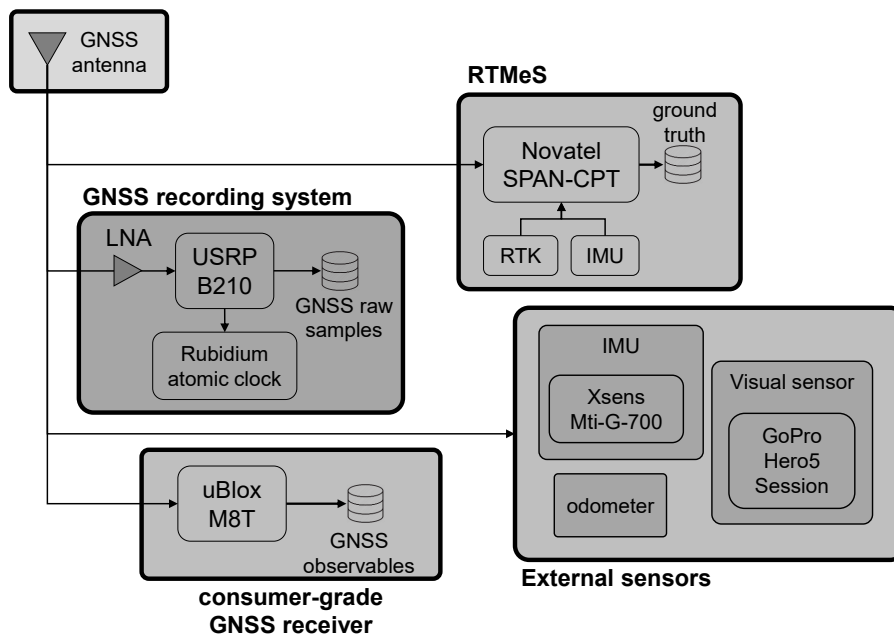 GNSS
antenna
RTMeS
ground
truth
Novatel
SPAN-CPT
RTK
IMU
GNSS recording system
LNA
USRP
B210
GNSS raw
samples
Rubidium
atomic clock
IMU
Xsens
Mti-G-700
Visual sensor
GoPro
Hero5
Session
odometer
External sensors
uBlox
M8T
GNSS
observables
consumer-grade
GNSS receiver